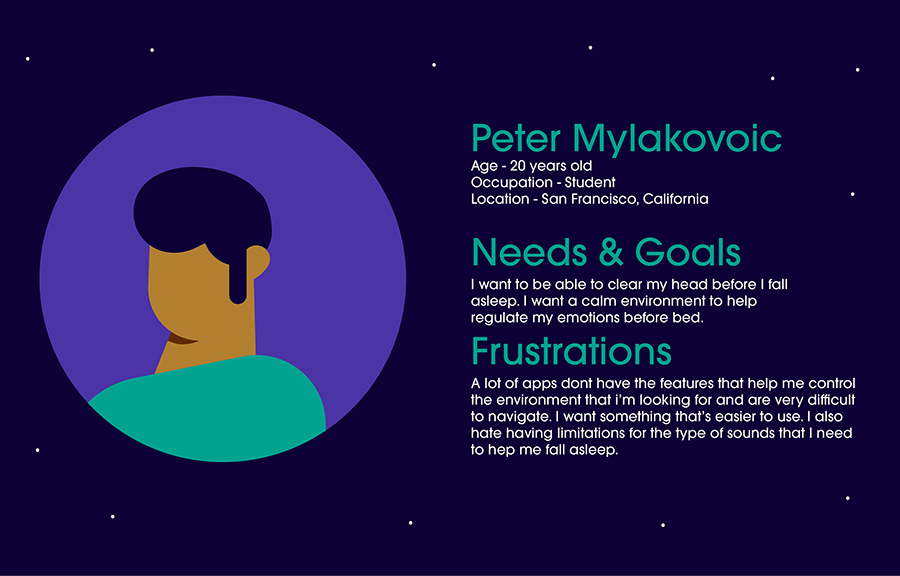 Peter Mylakovoic
Age - 20 years old
Occupation - Student
Location - San Francisco, California
Needs & Goals
I want to be able to clear my head before I fall
asleep. I want a calm environment to help
regulate my emotions before bed.
Frustrations
A lot of apps dont have the features that help me control
the environment that i'm looking for and are very difficult
to navigate. I want something that's easier to use. I also
hate having limitations for the type of sounds that I need
to hep me fall asleep.